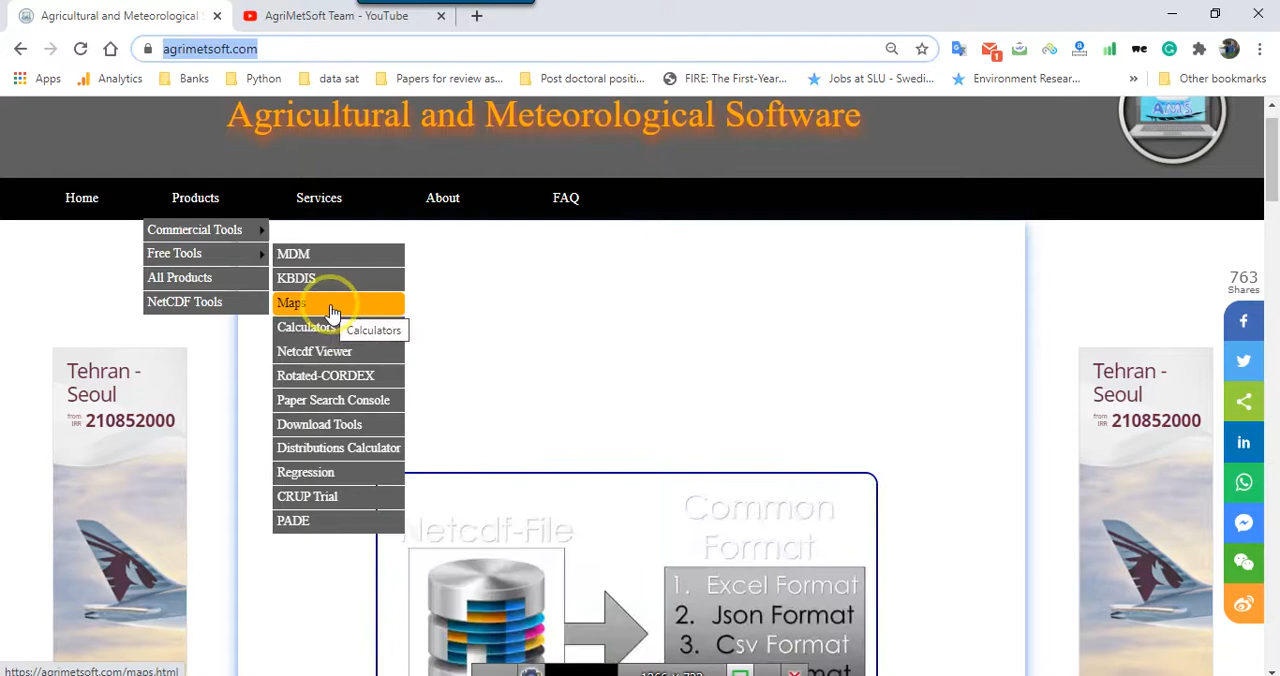 Agricultural and Meteorological S
AgriMetSoft Team - YouTube
agrimetsoft.com
1
we
Apps
Analytics
Banks
Python
data sat
Papers for review as...
Post doctoral positi...
FIRE: The First-Year...
Jobs at SLU - Swedi...
Environment Resear...
»
Other bookmarks
Agricultural and Meteorological Software
AMS
Home
Products
Services
About
FAQ
Commercial Tools
Free Tools
All Products
NetCDF Tools
MDM
KBDIS
Maps
Calculators
Calculators
Netcdf Viewer
Rotated-CORDEX
Paper Search Console
Download Tools
Distributions Calculator
Regression
CRUP Trial
PADE
763
Shares
Tehran -
Seoul
from
IRR 210852000
Tehran -
Seoul
from
IRR 210852000
Netcdf-File
Common
Format
1. Excel Format
2. Json Format
3. Csv Format
https://agrimetsoft.com/maps.html